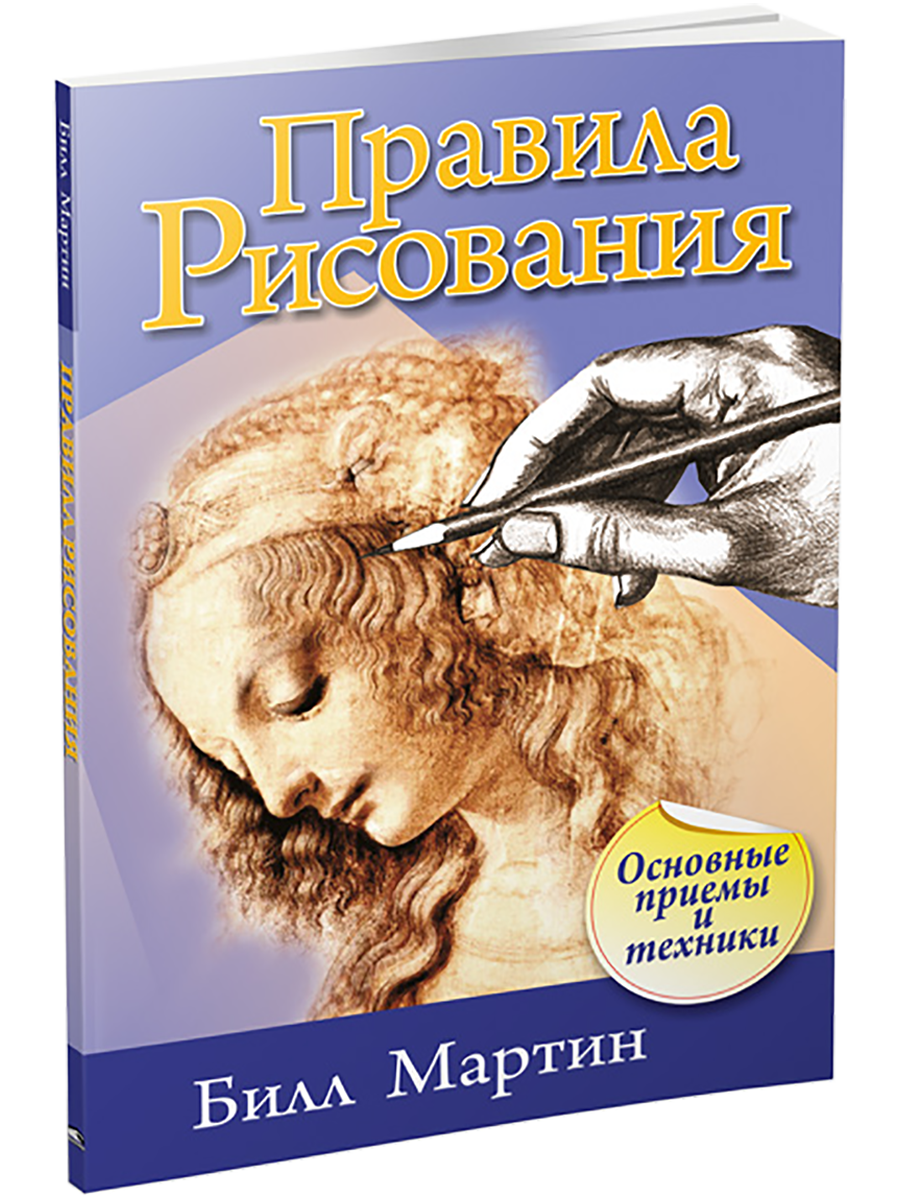 Правила
Рисования
Основные
приемы
и
техники
Билл Мартин
Билл Мартин
ПРАВИЛА РИСОВАНИЯ